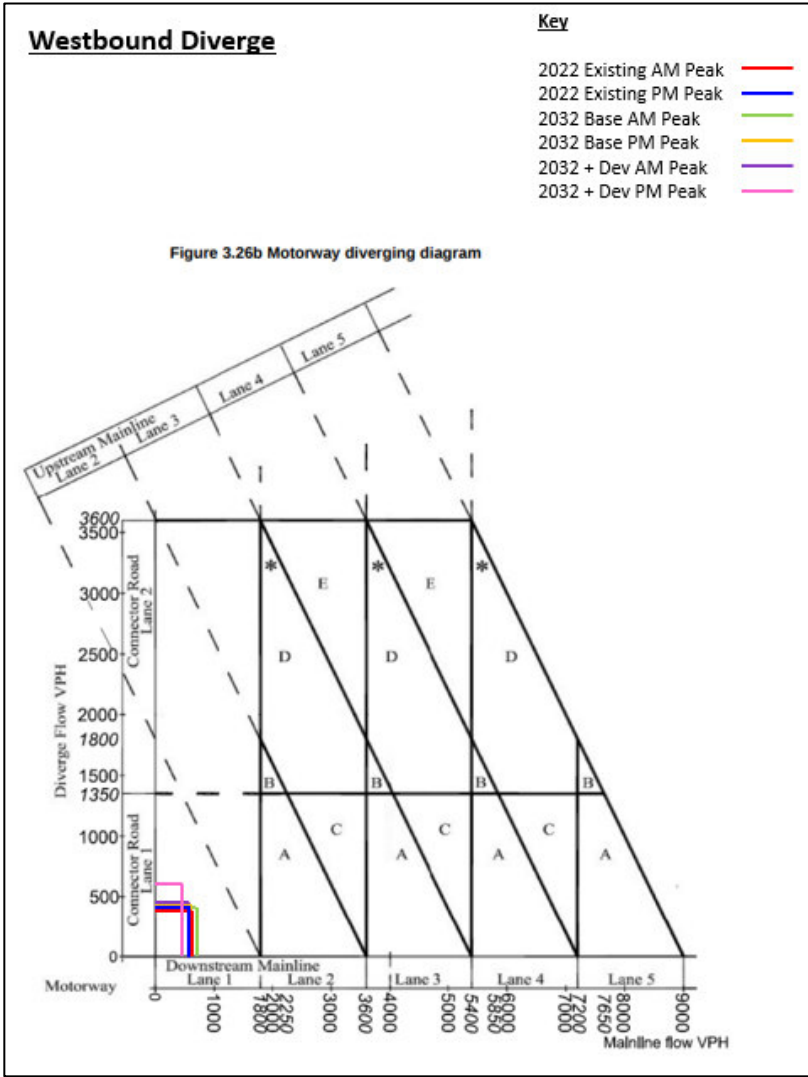 Westbound Diverge
Key
2022 Existing AM Peak
2022 Existing PM Peak
2032 Base AM Peak
2032 Base PM Peak
2032 + Dev AM Peak
2032 + Dev PM Peak
Figure 3.26b Motorway diverging diagram
Upstream Mainline
Lane 2
Lane 3
Lane 4
Lane 5
Diverge Flow VPH
Connector Road
Lane 2
Connector Road
Lane 1
3600
3500
3000
2500
2000
1800
1500
1350
1000
500
0
* * *
E E
D D D
B B B B
C C C
A A A A
Downstream Mainline
Motorway
Lane 1 Lane 2 Lane 3 Lane 4 Lane 5
0 1000 1800 2000 2250 3000 3600 4000 5000 5400 5850 6000 7000 7200 7650 8000 9000
Mainline flow VPH